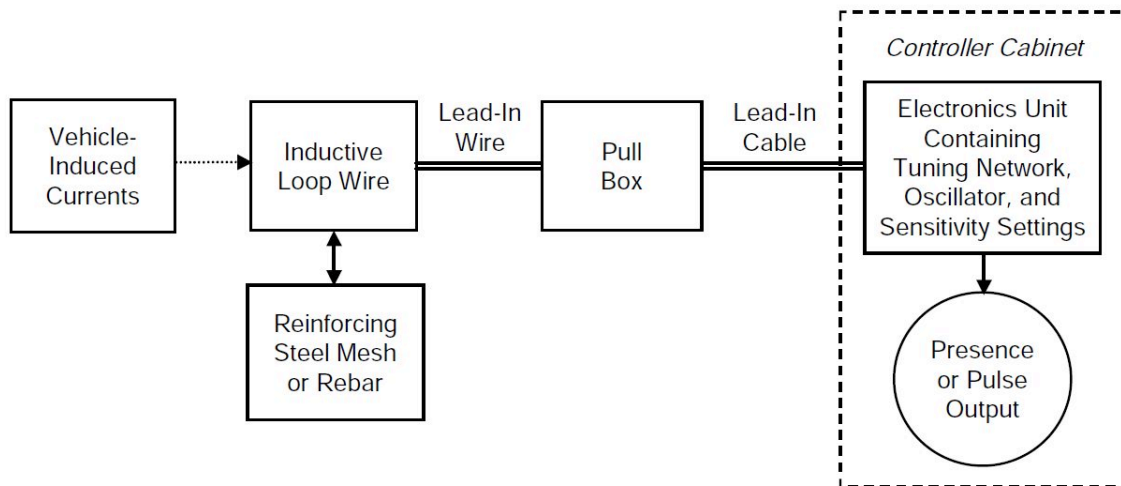 Controller Cabinet
Vehicle-
Induced
Currents
Inductive
Loop Wire
Lead-In
Wire
Pull
Box
Lead-In
Cable
Electronics Unit
Containing
Tuning Network,
Oscillator, and
Sensitivity Settings
Reinforcing
Steel Mesh
or Rebar
Presence
or Pulse
Output